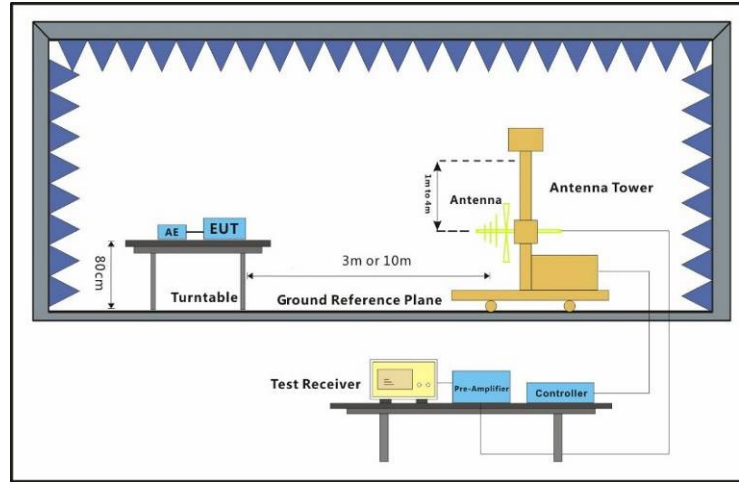 1m to 4m
Antenna Tower
Antenna
AE
EUT
3m or 10m
80cm
Turntable
Ground Reference Plane
Test Receiver
Pre-Amplifier
Controller